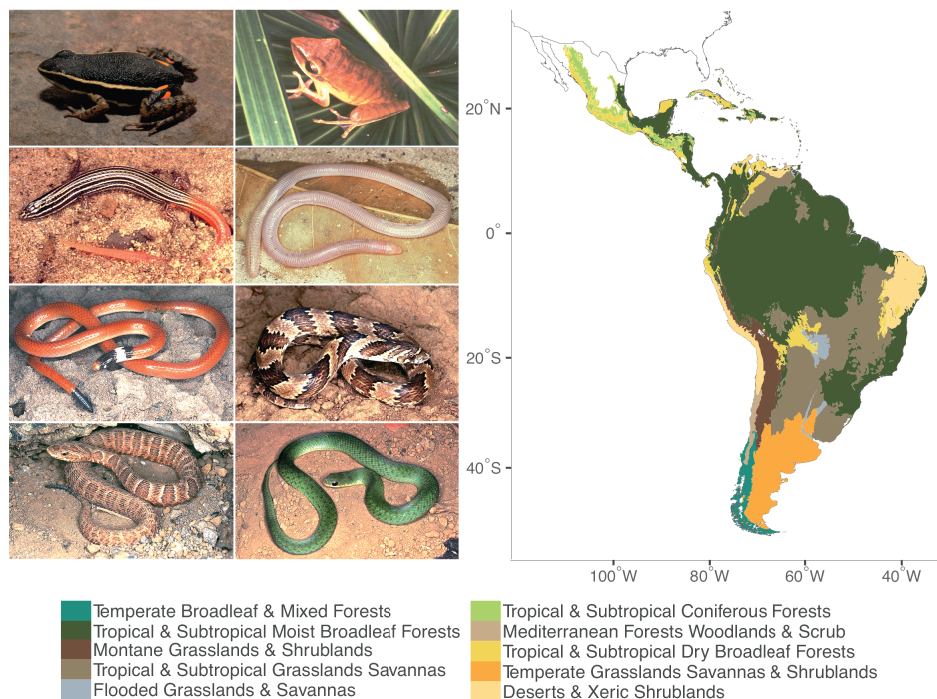 20°N
0°
20°S
40°S
100°W 80°W 60°W 40°W
Temperate Broadleaf & Mixed Forests
Tropical & Subtropical Moist Broadleaf Forests
Montane Grasslands & Shrublands
Tropical & Subtropical Grasslands Savannas
Flooded Grasslands & Savannas
Tropical & Subtropical Coniferous Forests
Mediterranean Forests Woodlands & Scrub
Tropical & Subtropical Dry Broadleaf Forests
Temperate Grasslands Savannas & Shrublands
Deserts & Xeric Shrublands